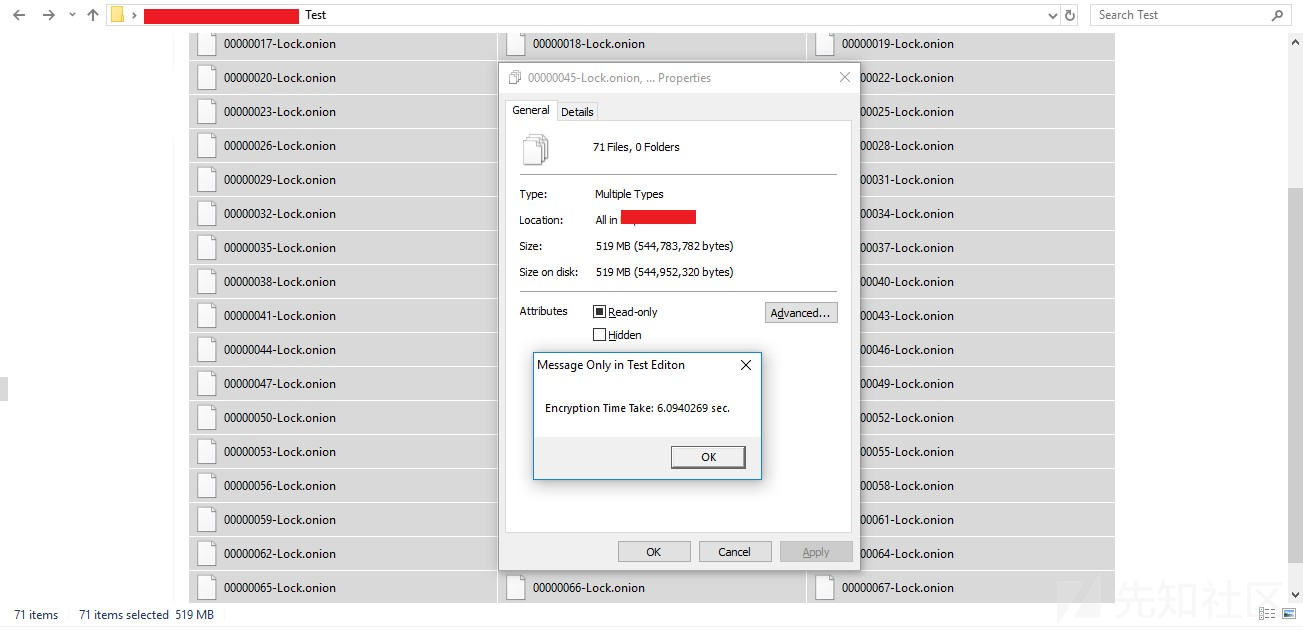 Test
Search Test
00000017-Lock.onion 00000018-Lock.onion 00000019-Lock.onion
00000020-Lock.onion 00000022-Lock.onion
00000023-Lock.onion 00000025-Lock.onion
00000026-Lock.onion 00000028-Lock.onion
00000029-Lock.onion 00000031-Lock.onion
00000032-Lock.onion 00000034-Lock.onion
00000035-Lock.onion 00000037-Lock.onion
00000038-Lock.onion 00000040-Lock.onion
00000041-Lock.onion 00000043-Lock.onion
00000044-Lock.onion 00000046-Lock.onion
00000047-Lock.onion 00000049-Lock.onion
00000050-Lock.onion 00000052-Lock.onion
00000053-Lock.onion 00000055-Lock.onion
00000056-Lock.onion 00000058-Lock.onion
00000059-Lock.onion 00000061-Lock.onion
00000062-Lock.onion 00000064-Lock.onion
00000065-Lock.onion 00000066-Lock.onion 00000067-Lock.onion
00000045-Lock.onion, ... Properties
General Details
71 Files, 0 Folders
Type: Multiple Types
Location: All in
Size: 519 MB (544,783,782 bytes)
Size on disk: 519 MB (544,952,320 bytes)
Attributes Read-only Advanced...
Hidden
Message Only in Test Editon
Encryption Time Take: 6.0940269 sec.
OK
OK Cancel Apply
71 items 71 items selected 519 MB
先知社区